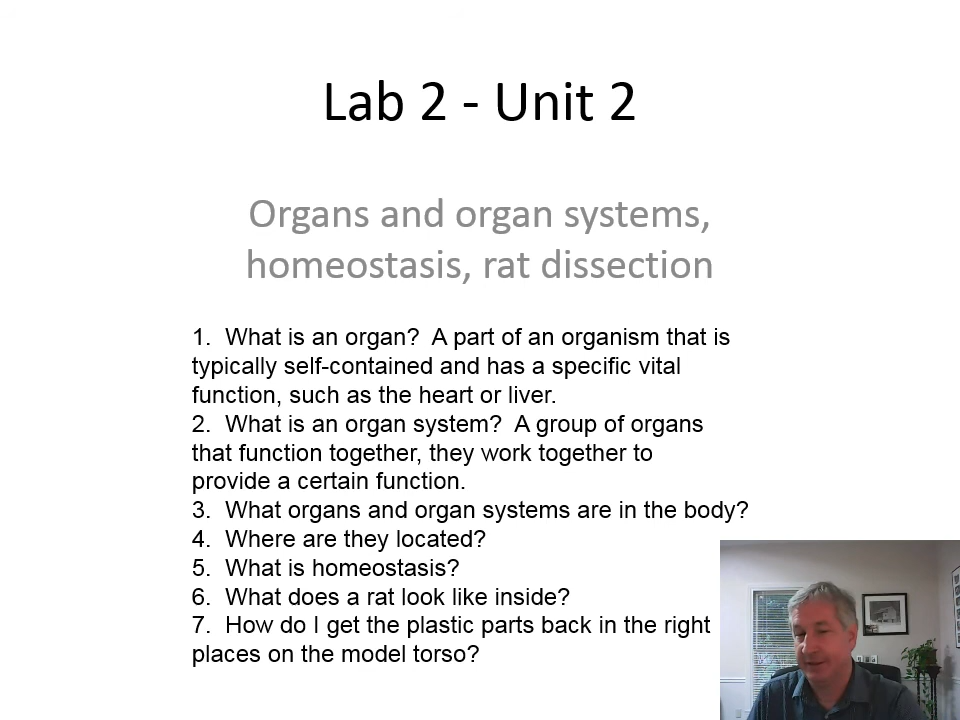 Lab 2 - Unit 2
Organs and organ systems,
homeostasis, rat dissection
1.  What is an organ?  A part of an organism that is
typically self-contained and has a specific vital
function, such as the heart or liver.
2.  What is an organ system?  A group of organs
that function together, they work together to
provide a certain function.
3.  What organs and organ systems are in the body?
4.  Where are they located?
5.  What is homeostasis?
6.  What does a rat look like inside?
7.  How do I get the plastic parts back in the right
places on the model torso?